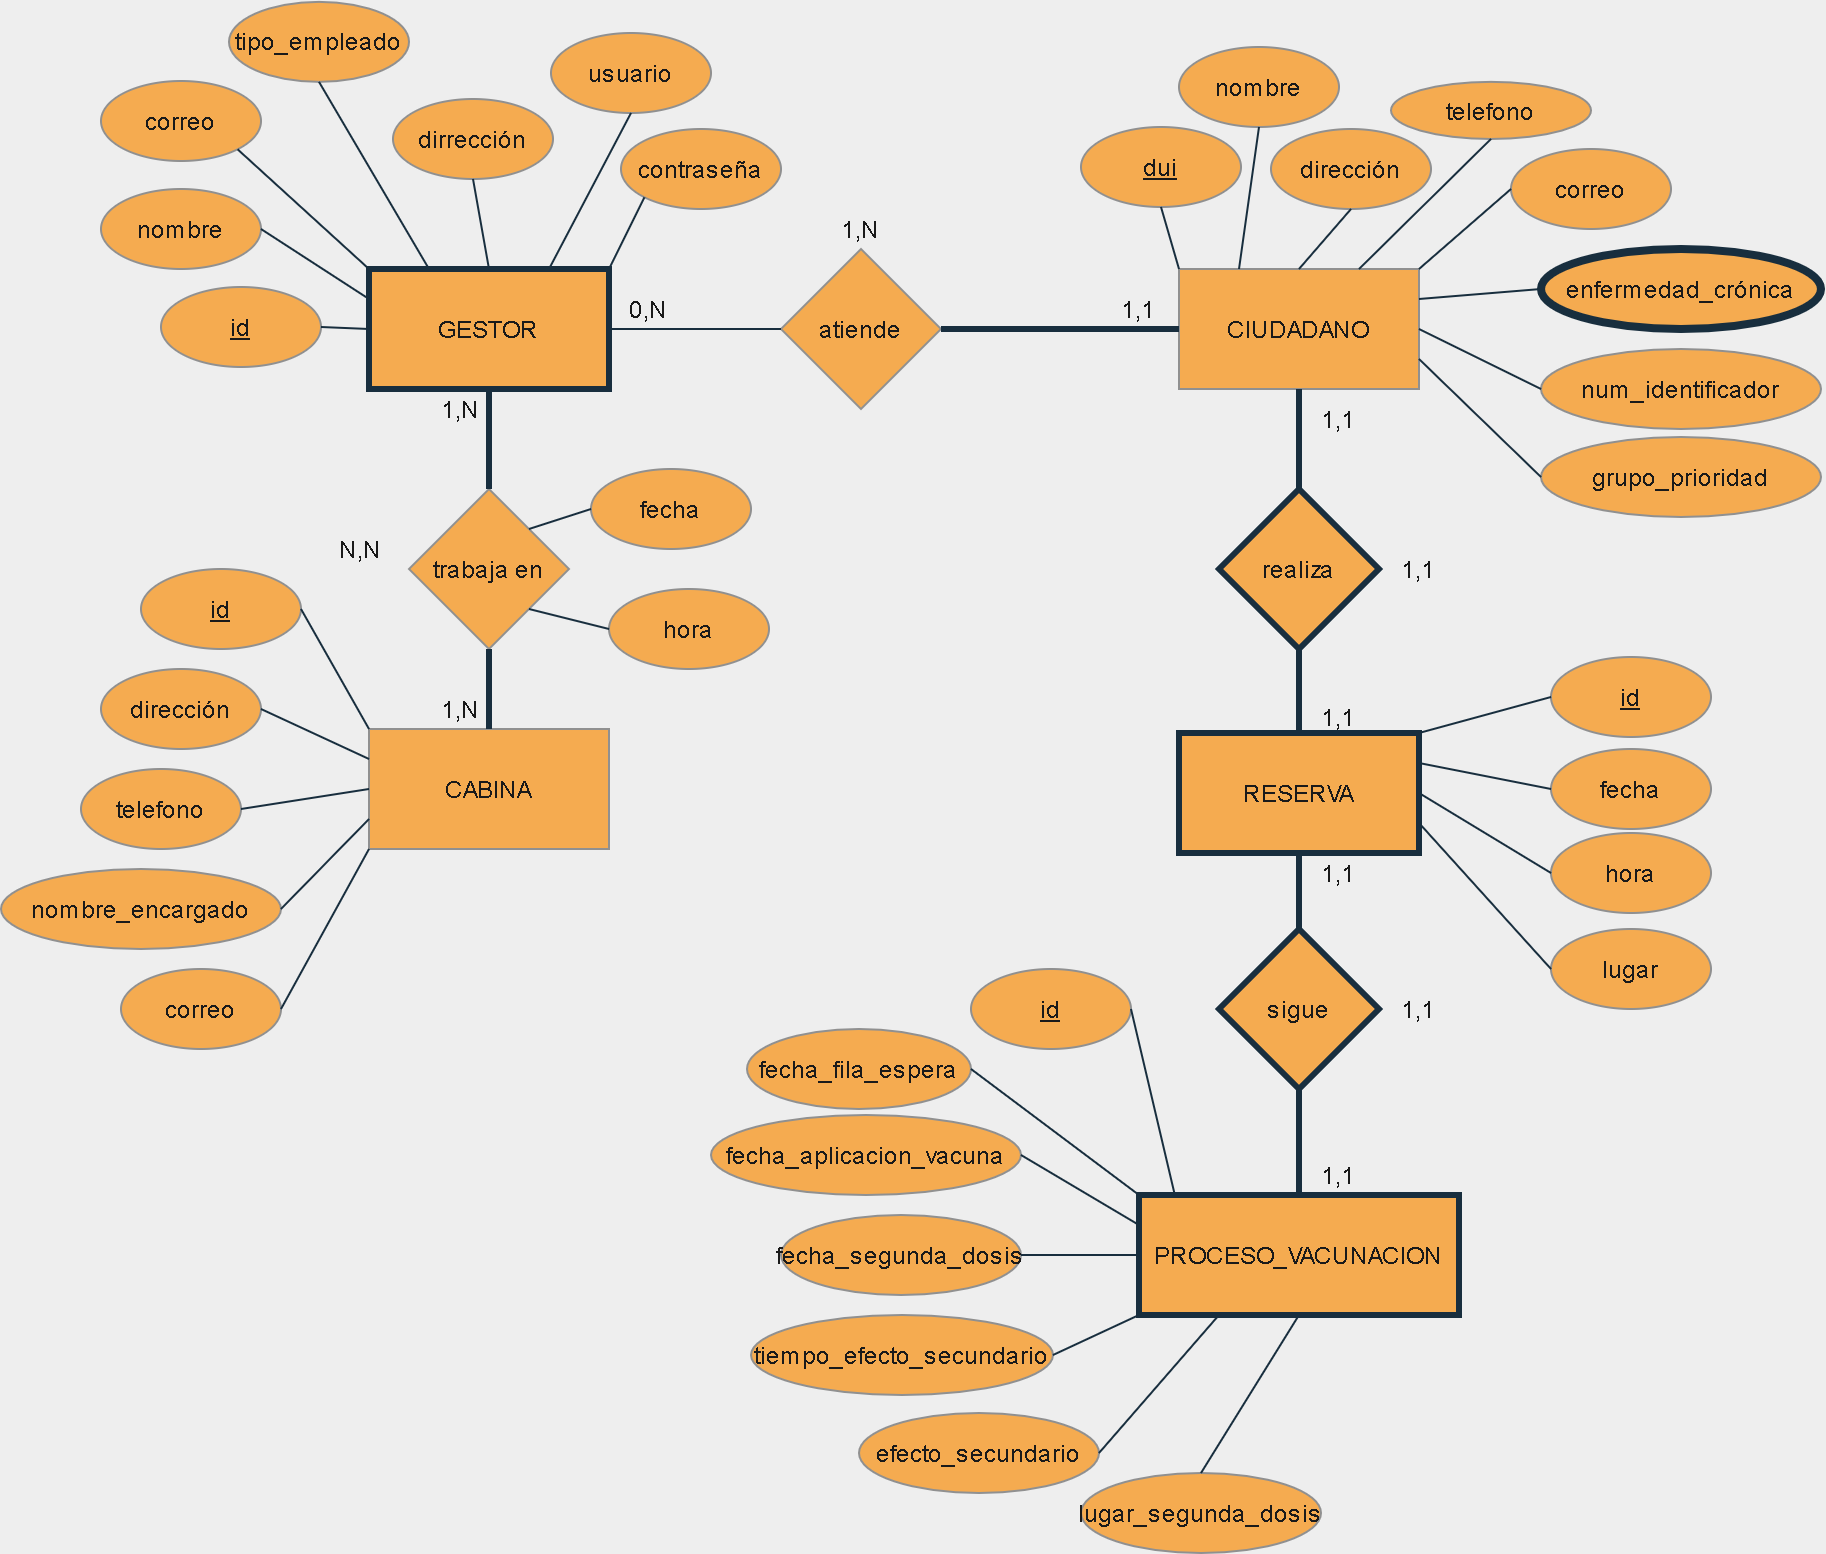 tipo_empleado
usuario
correo
dirrección
contraseña
nombre
id
GESTOR
0,N
1,N
atiende
1,1
nombre
telefono
dui
dirección
correo
enfermedad_crónica
CIUDADANO
num_identificador
grupo_prioridad
1,N
fecha
N,N
trabaja en
hora
1,N
id
dirección
CABINA
telefono
nombre_encargado
correo
1,1
realiza
1,1
1,1
id
RESERVA
fecha
hora
lugar
1,1
sigue
1,1
1,1
id
fecha_fila_espera
fecha_aplicacion_vacuna
fecha_segunda_dosis
PROCESO_VACUNACION
tiempo_efecto_secundario
efecto_secundario
lugar_segunda_dosis